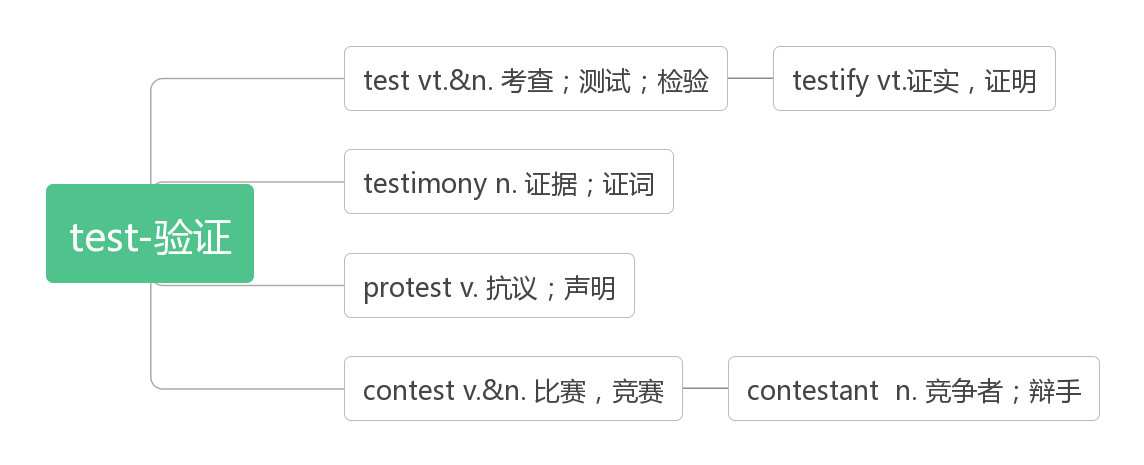 test vt.&n. 考查；测试；检验
testify vt.证实，证明
testimony n. 证据；证词
test-验证
protest v. 抗议；声明
contest v.&n. 比赛，竞赛
contestant  n. 竞争者；辩手